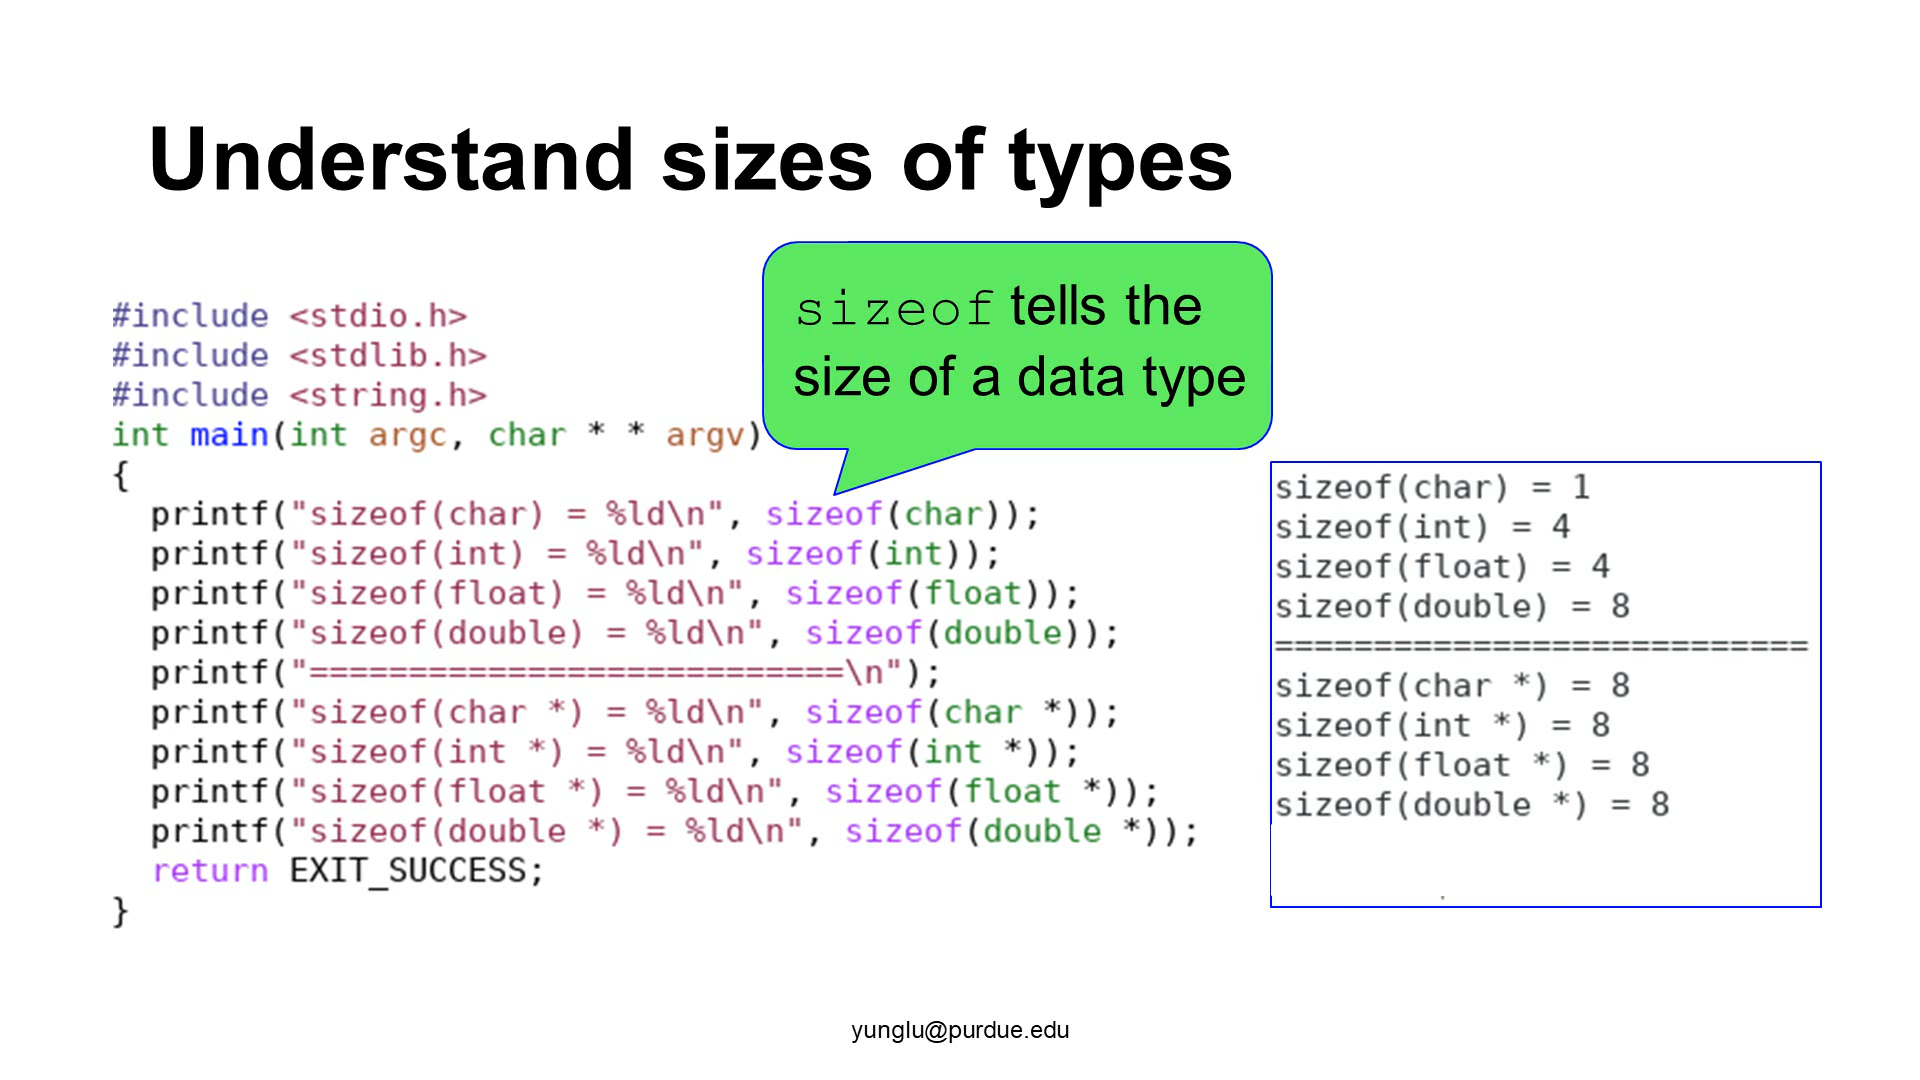 Understand sizes of types
sizeof tells the
size of a data type
#include <stdio.h>
#include <stdlib.h>
#include <string.h>
int main(int argc, char * * argv)
{
  printf("sizeof(char) = %ld\n", sizeof(char));
  printf("sizeof(int) = %ld\n", sizeof(int));
  printf("sizeof(float) = %ld\n", sizeof(float));
  printf("sizeof(double) = %ld\n", sizeof(double));
  printf("===========================\n");
  printf("sizeof(char *) = %ld\n", sizeof(char *));
  printf("sizeof(int *) = %ld\n", sizeof(int *));
  printf("sizeof(float *) = %ld\n", sizeof(float *));
  printf("sizeof(double *) = %ld\n", sizeof(double *));
  return EXIT_SUCCESS;
}
sizeof(char) = 1
sizeof(int) = 4
sizeof(float) = 4
sizeof(double) = 8
===========================
sizeof(char *) = 8
sizeof(int *) = 8
sizeof(float *) = 8
sizeof(double *) = 8
yunglu@purdue.edu